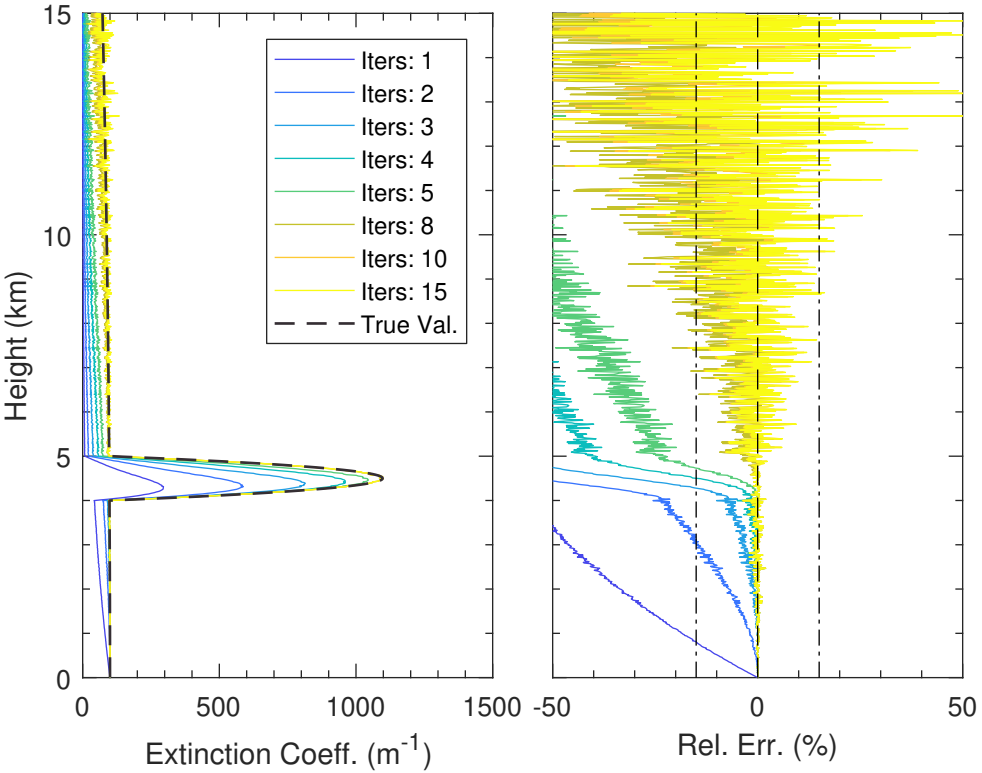 15
10
5
0
Height (km)
0 500 1000 1500
Extinction Coeff. (m⁻¹)
Iters: 1
Iters: 2
Iters: 3
Iters: 4
Iters: 5
Iters: 8
Iters: 10
Iters: 15
True Val.
-50 0 50
Rel. Err. (%)